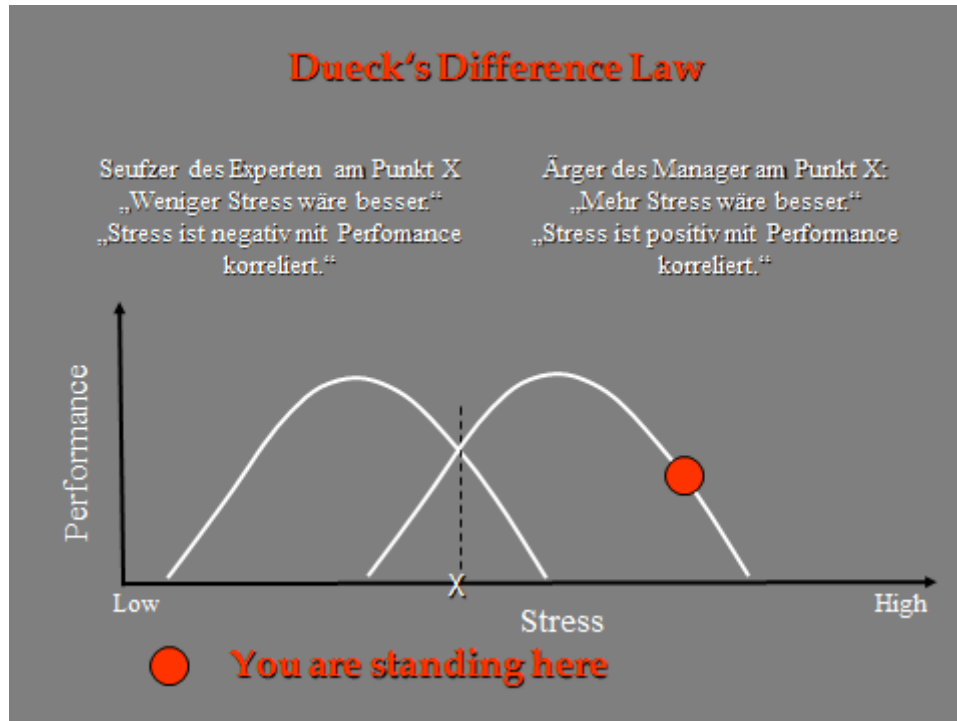 Dueck's Difference Law
Seufzer des Experten am Punkt X
„Weniger Stress wäre besser.“
„Stress ist negativ mit Perfomance
korreliert.“
Ärger des Manager am Punkt X:
„Mehr Stress wäre besser.“
„Stress ist positiv mit Performance
korreliert.“
Performance
X
Low
High
Stress
You are standing here